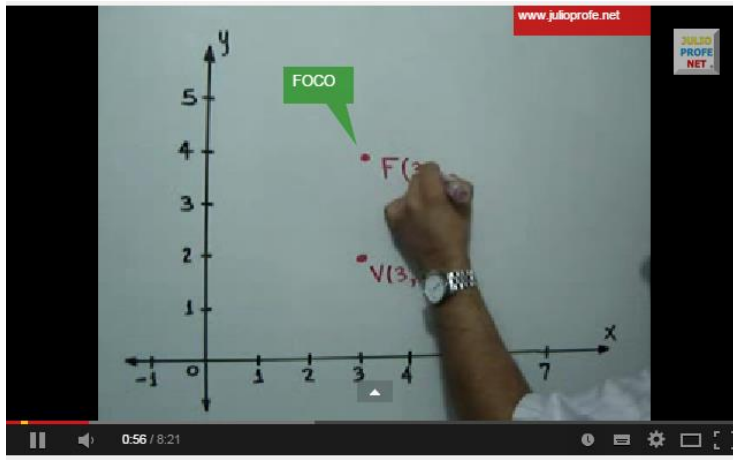 www.julioprofe.net
JULIO
PROFE
NET .
y
FOCO
5
4
F(3
3
2
V(3,
1
x
-1 0 1 2 3 4 7
0:56 / 8:21